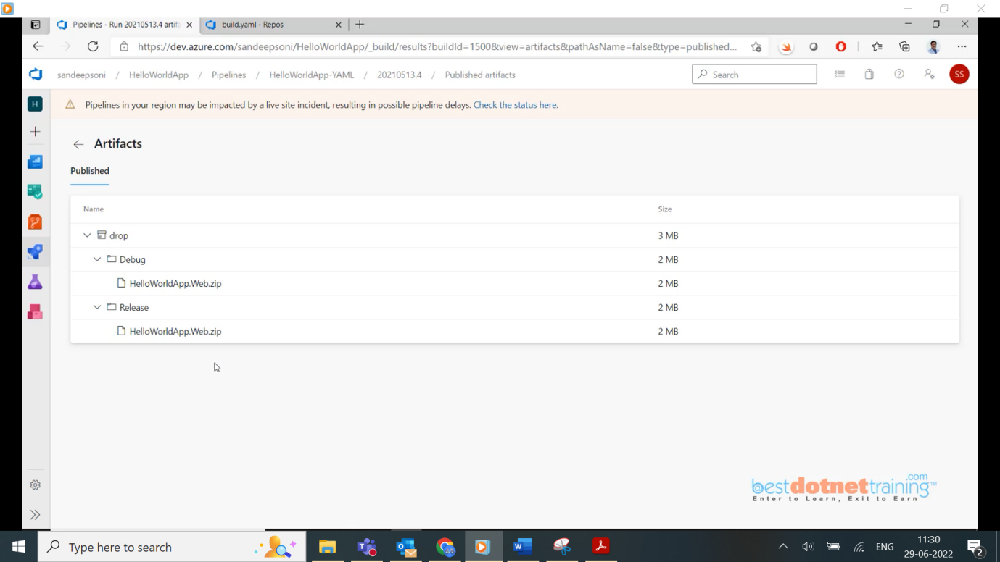 Pipelines - Run 20210513.4 artifa
build.yaml - Repos
https://dev.azure.com/sandeepsoni/HelloWorldApp/_build/results?buildId=1500&view=artifacts&pathAsName=false&type=published...
sandeepsoni / HelloWorldApp / Pipelines / HelloWorldApp-YAML / 20210513.4 / Published artifacts
Search
SS
H
Pipelines in your region may be impacted by a live site incident, resulting in possible pipeline delays. Check the status here.
Artifacts
Published
Name Size
drop 3 MB
Debug 2 MB
HelloWorldApp.Web.zip 2 MB
Release 2 MB
HelloWorldApp.Web.zip 2 MB
@bestdotnettraining.com™
Enter to Learn, Exit to Earn
Type here to search
ENG
11:30
29-06-2022
2